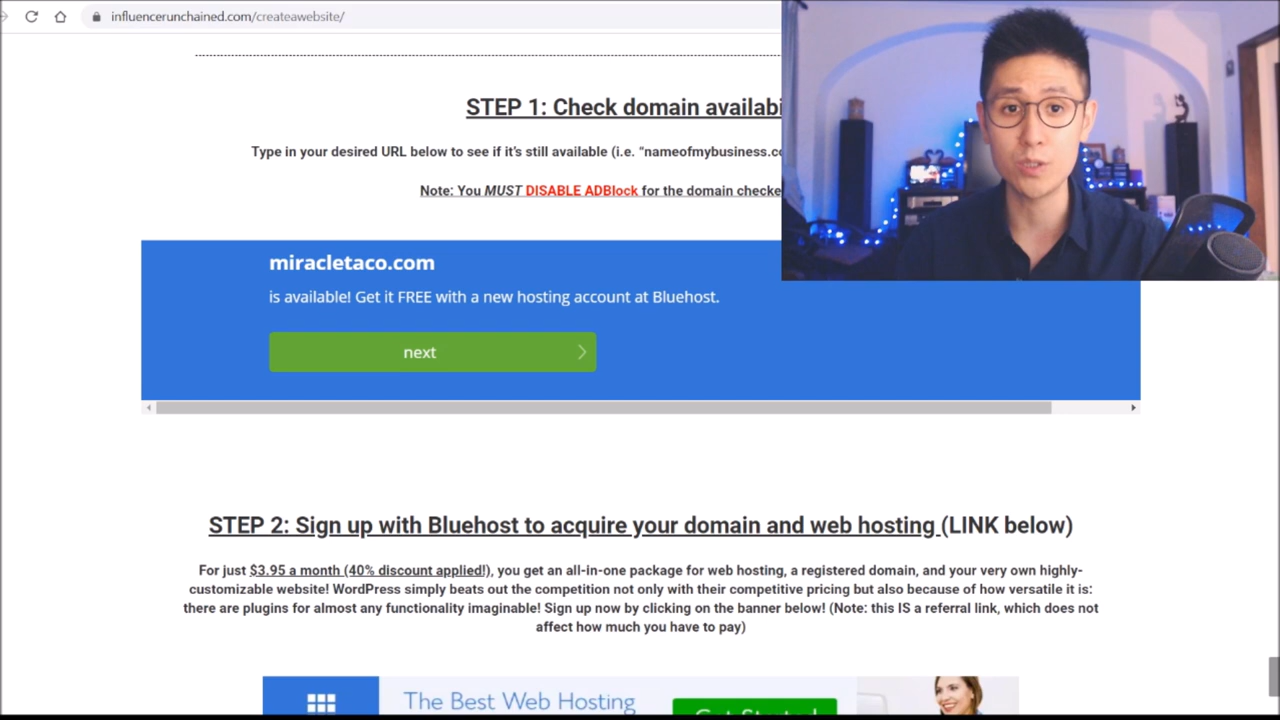 influencerunchained.com/createawebsite/
STEP 1: Check domain availabi
Type in your desired URL below to see if it's still available (i.e. "nameofmybusiness.co
Note: You MUST DISABLE ADBlock for the domain checke
miracletaco.com
is available! Get it FREE with a new hosting account at Bluehost.
next
STEP 2: Sign up with Bluehost to acquire your domain and web hosting (LINK below)
For just $3.95 a month (40% discount applied!), you get an all-in-one package for web hosting, a registered domain, and your very own highly-
customizable website! WordPress simply beats out the competition not only with their competitive pricing but also because of how versatile it is:
there are plugins for almost any functionality imaginable! Sign up now by clicking on the banner below! (Note: this IS a referral link, which does not
affect how much you have to pay)
The Best Web Hosting
Get Started